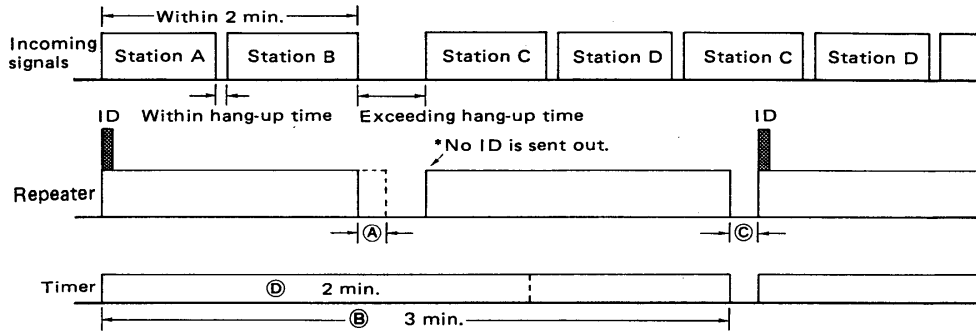 Within 2 min.
Incoming signals
Station A
Station B
Station C
Station D
Station C
Station D
Within hang-up time
Exceeding hang-up time
ID
ID
*No ID is sent out.
Repeater
Ⓐ
Ⓒ
Timer
Ⓓ 2 min.
Ⓑ 3 min.